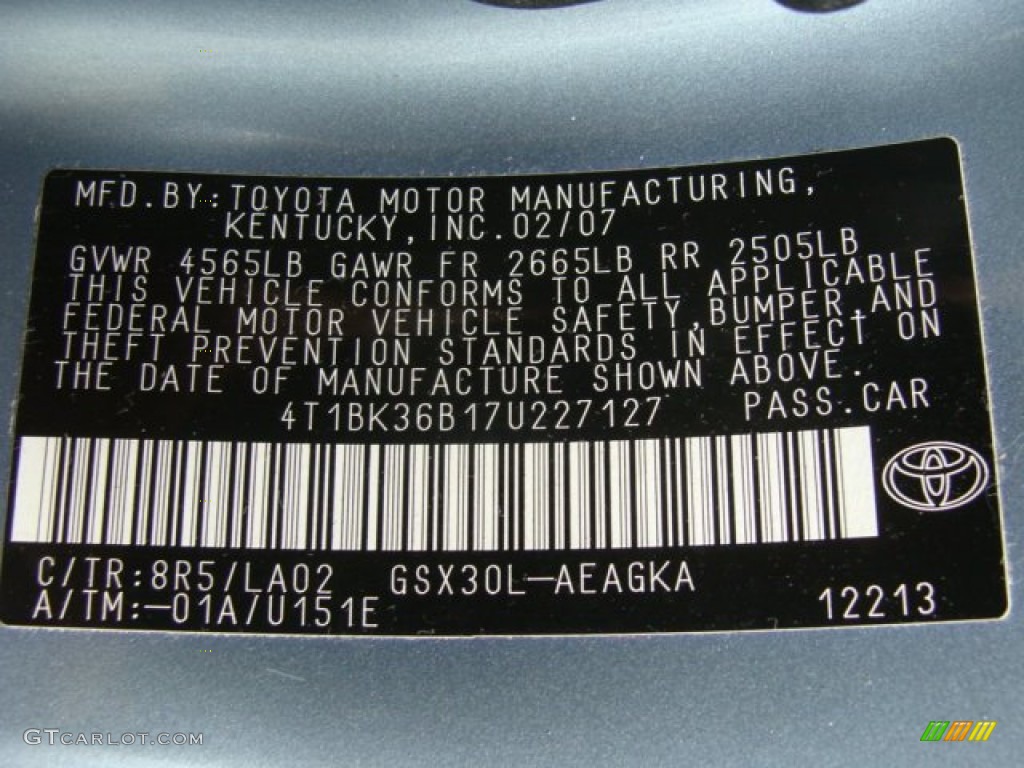 MFD.BY:TOYOTA MOTOR MANUFACTURING,
KENTUCKY,INC.02/07
GVWR 4565LB GAWR FR 2665LB RR 2505LB
THIS VEHICLE CONFORMS TO ALL APPLICABLE
FEDERAL MOTOR VEHICLE SAFETY,BUMPER,AND
THEFT PREVENTION STANDARDS IN EFFECT ON
THE DATE OF MANUFACTURE SHOWN ABOVE.
4T1BK36B17U227127 PASS.CAR
C/TR:8R5/LA02 GSX30L-AEAGKA
A/TM:-01A/U151E 12213
GTCARLOT.COM